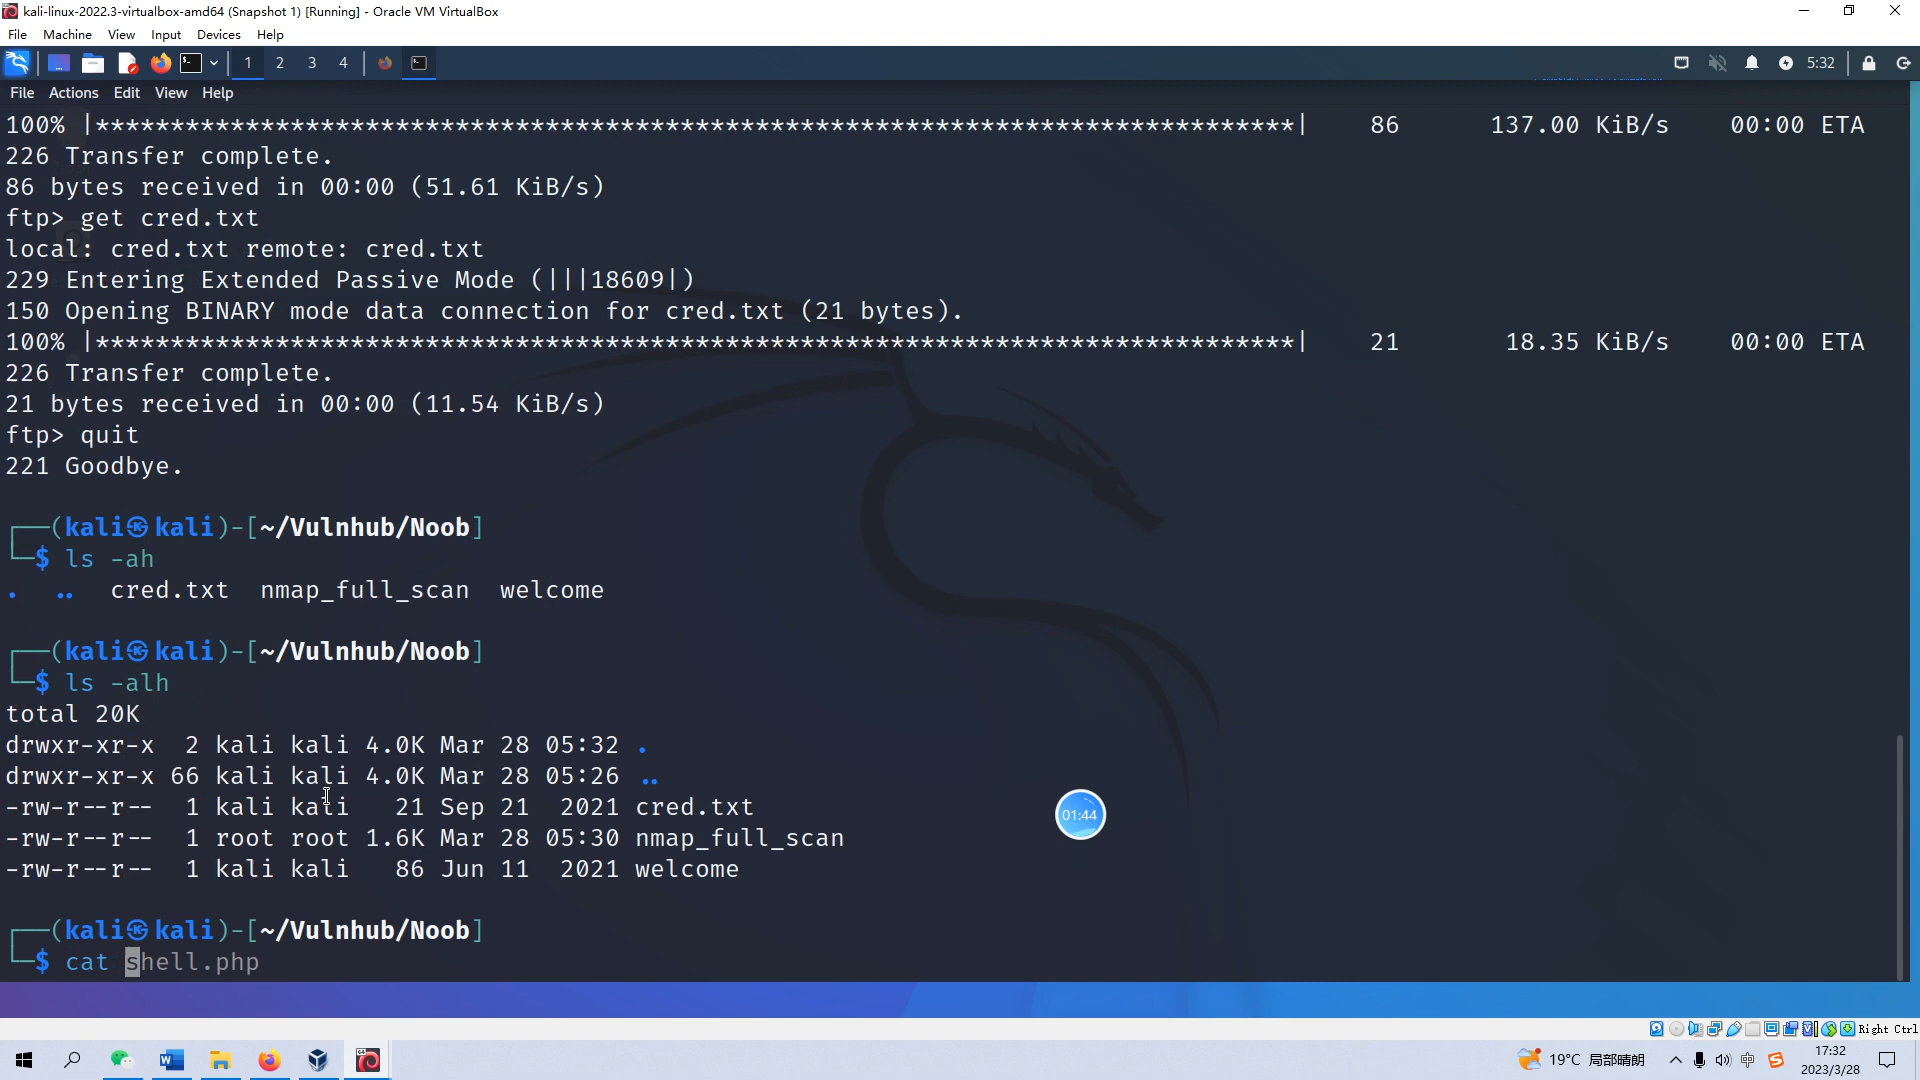 kali-linux-2022.3-virtualbox-amd64 (Snapshot 1) [Running] - Oracle VM VirtualBox
File Machine View Input Devices Help
1 2 3 4 5:32
File Actions Edit View Help
100% |********************************************************************************| 86 137.00 KiB/s 00:00 ETA
226 Transfer complete.
86 bytes received in 00:00 (51.61 KiB/s)
ftp> get cred.txt
local: cred.txt remote: cred.txt
229 Entering Extended Passive Mode (|||18609|)
150 Opening BINARY mode data connection for cred.txt (21 bytes).
100% |********************************************************************************| 21 18.35 KiB/s 00:00 ETA
226 Transfer complete.
21 bytes received in 00:00 (11.54 KiB/s)
ftp> quit
221 Goodbye.
┌──(kali㉿kali)-[~/Vulnhub/Noob]
└─$ ls -ah
. .. cred.txt nmap_full_scan welcome
┌──(kali㉿kali)-[~/Vulnhub/Noob]
└─$ ls -alh
total 20K
drwxr-xr-x 2 kali kali 4.0K Mar 28 05:32 .
drwxr-xr-x 66 kali kali 4.0K Mar 28 05:26 ..
-rw-r--r-- 1 kali kali 21 Sep 21 2021 cred.txt
-rw-r--r-- 1 root root 1.6K Mar 28 05:30 nmap_full_scan
-rw-r--r-- 1 kali kali 86 Jun 11 2021 welcome
01:44
┌──(kali㉿kali)-[~/Vulnhub/Noob]
└─$ cat shell.php
Right Ctrl
19°C 局部晴朗 中 17:32
2023/3/28